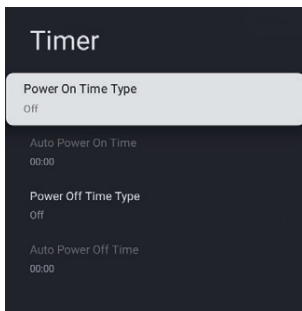 Timer
Power On Time Type
Off
Auto Power On Time
00:00
Power Off Time Type
Off
Auto Power Off Time
00:00